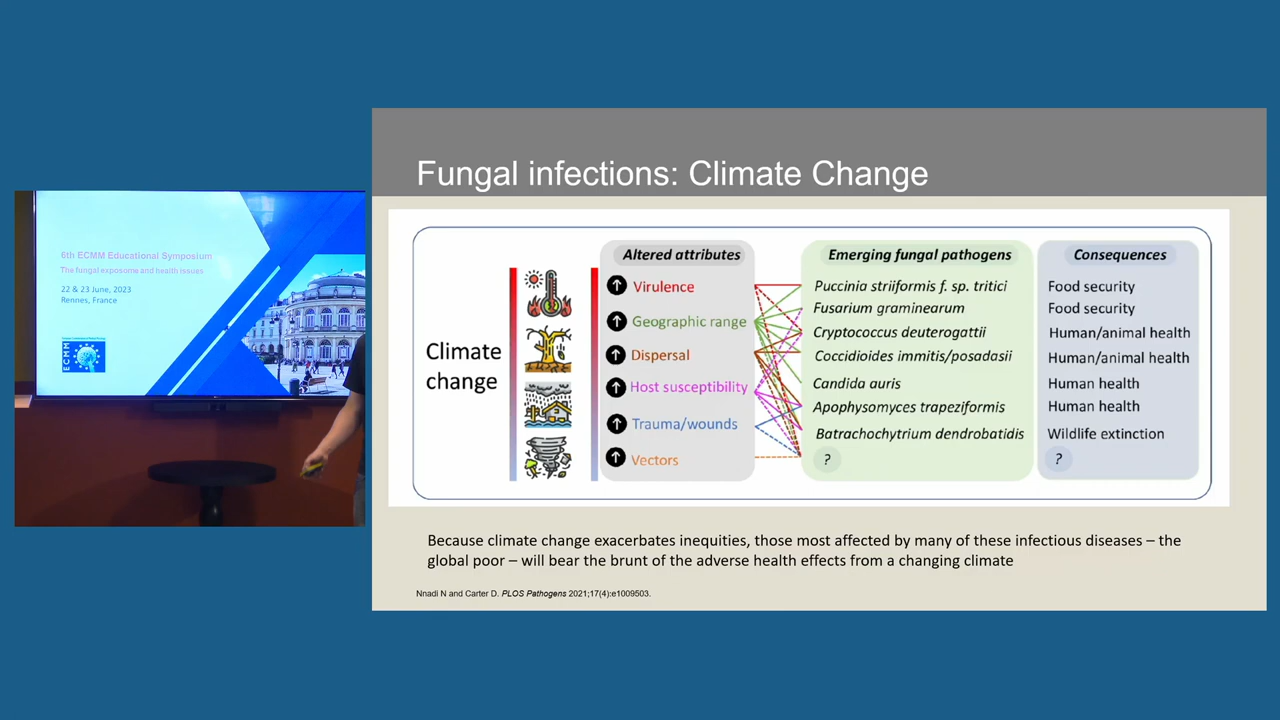 6th ECMM Educational Symposium
The fungal exposome and health issues
22 & 23 June, 2023
Rennes, France
ECMM
Fungal infections: Climate Change
Climate
change
Altered attributes
Virulence
Geographic range
Dispersal
Host susceptibility
Trauma/wounds
Vectors
Emerging fungal pathogens
Puccinia striiformis f. sp. tritici
Fusarium graminearum
Cryptococcus deuterogattii
Coccidioides immitis/posadasii
Candida auris
Apophysomyces trapeziformis
Batrachochytrium dendrobatidis
?
Consequences
Food security
Food security
Human/animal health
Human/animal health
Human health
Human health
Wildlife extinction
?
Because climate change exacerbates inequities, those most affected by many of these infectious diseases – the
global poor – will bear the brunt of the adverse health effects from a changing climate
Nnadi N and Carter D. PLOS Pathogens 2021;17(4):e1009503.